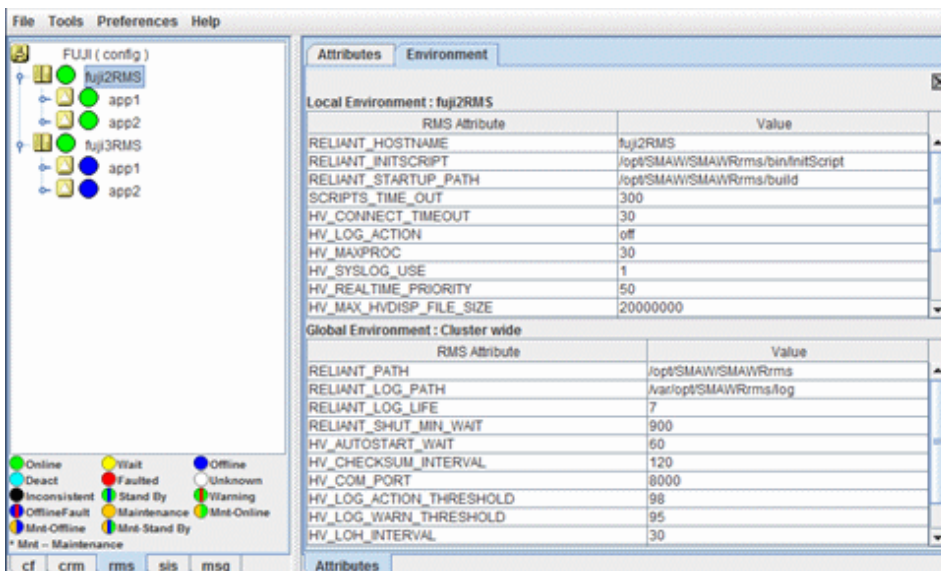 File Tools Preferences Help
FUJI ( config )
fuji2RMS
app1
app2
fuji3RMS
app1
app2
Online Wait Offline
Deact Faulted Unknown
Inconsistent Stand By Warning
OfflineFault Maintenance Mnt-Online
Mnt-Offline Mnt-Stand By
* Mnt -- Maintenance
cf crm rms sis msg
Attributes Environment
Local Environment : fuji2RMS
RMS Attribute Value
RELIANT_HOSTNAME fuji2RMS
RELIANT_INITSCRIPT /opt/SMAW/SMAWRrms/bin/InitScript
RELIANT_STARTUP_PATH /opt/SMAW/SMAWRrms/build
SCRIPTS_TIME_OUT 300
HV_CONNECT_TIMEOUT 30
HV_LOG_ACTION off
HV_MAXPROC 30
HV_SYSLOG_USE 1
HV_REALTIME_PRIORITY 50
HV_MAX_HVDISP_FILE_SIZE 20000000
Global Environment : Cluster wide
RMS Attribute Value
RELIANT_PATH /opt/SMAW/SMAWRrms
RELIANT_LOG_PATH /var/opt/SMAWRrms/log
RELIANT_LOG_LIFE 7
RELIANT_SHUT_MIN_WAIT 900
HV_AUTOSTART_WAIT 60
HV_CHECKSUM_INTERVAL 120
HV_COM_PORT 8000
HV_LOG_ACTION_THRESHOLD 98
HV_LOG_WARN_THRESHOLD 95
HV_LOH_INTERVAL 30
Attributes